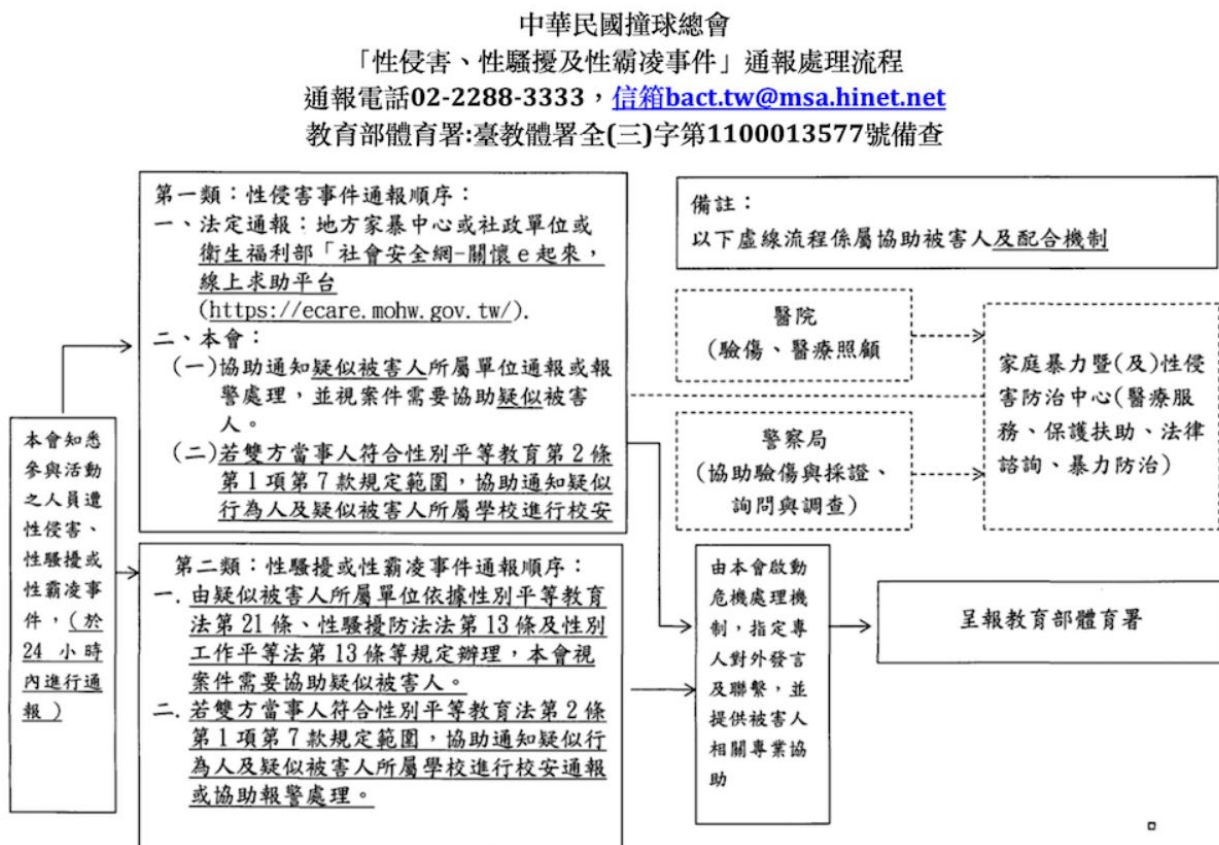 中華民國撞球總會
「性侵害、性騷擾及性霸凌事件」通報處理流程
通報電話02-2288-3333，信箱bact.tw@msa.hinet.net
教育部體育署:臺教體署全(三)字第1100013577號備查
本會知悉
參與活動
之人員遭
性侵害、
性騷擾或
性霸凌事
件，(於
24 小時
內進行通
報)
第一類：性侵害事件通報順序：
一、法定通報：地方家暴中心或社政單位或
衛生福利部「社會安全網-關懷 e 起來，
線上求助平台
(https://ecare.mohw.gov.tw/).
二、本會：
(一)協助通知疑似被害人所屬單位通報或報
警處理，並視案件需要協助疑似被害
人。
(二)若雙方當事人符合性別平等教育第 2 條
第 1 項第 7 款規定範圍，協助通知疑似
行為人及疑似被害人所屬學校進行校安
第二類：性騷擾或性霸凌事件通報順序：
一. 由疑似被害人所屬單位依據性別平等教育
法第 21 條、性騷擾防法法第 13 條及性別
工作平等法第 13 條等規定辦理，本會視
案件需要協助疑似被害人。
二. 若雙方當事人符合性別平等教育法第 2 條
第 1 項第 7 款規定範圍，協助通知疑似行
為人及疑似被害人所屬學校進行校安通報
或協助報警處理。
備註：
以下虛線流程係屬協助被害人及配合機制
醫院
(驗傷、醫療照顧
警察局
(協助驗傷與採證、
詢問與調查)
家庭暴力暨(及)性侵
害防治中心(醫療服
務、保護扶助、法律
諮詢、暴力防治)
由本會啟動
危機處理機
制，指定專
人對外發言
及聯繫，並
提供被害人
相關專業協
助
呈報教育部體育署